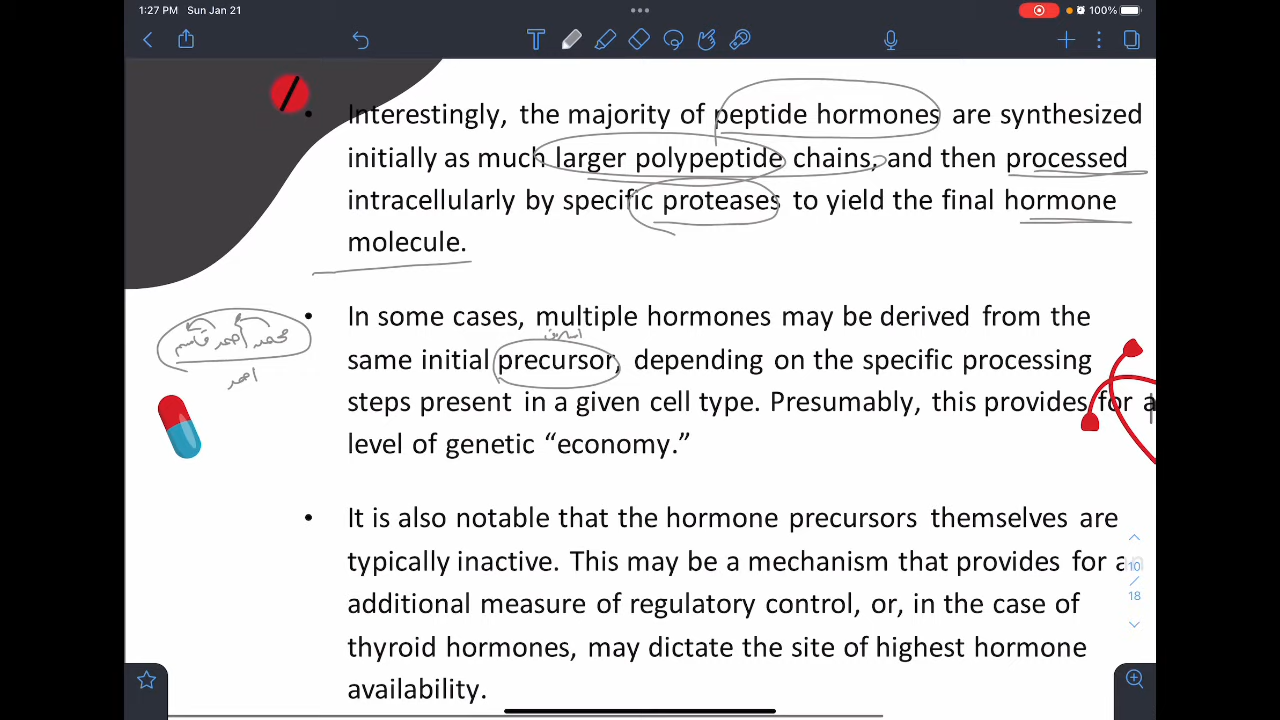 1:27 PM Sun Jan 21
100%
T
• Interestingly, the majority of peptide hormones are synthesized
initially as much larger polypeptide chains, and then processed
intracellularly by specific proteases to yield the final hormone
molecule.
محمد احمد قاسم
احمد
• In some cases, multiple hormones may be derived from the
same initial precursor, depending on the specific processing
steps present in a given cell type. Presumably, this provides for a
level of genetic “economy.”
• It is also notable that the hormone precursors themselves are
typically inactive. This may be a mechanism that provides for an
additional measure of regulatory control, or, in the case of
thyroid hormones, may dictate the site of highest hormone
availability.
10
/
18